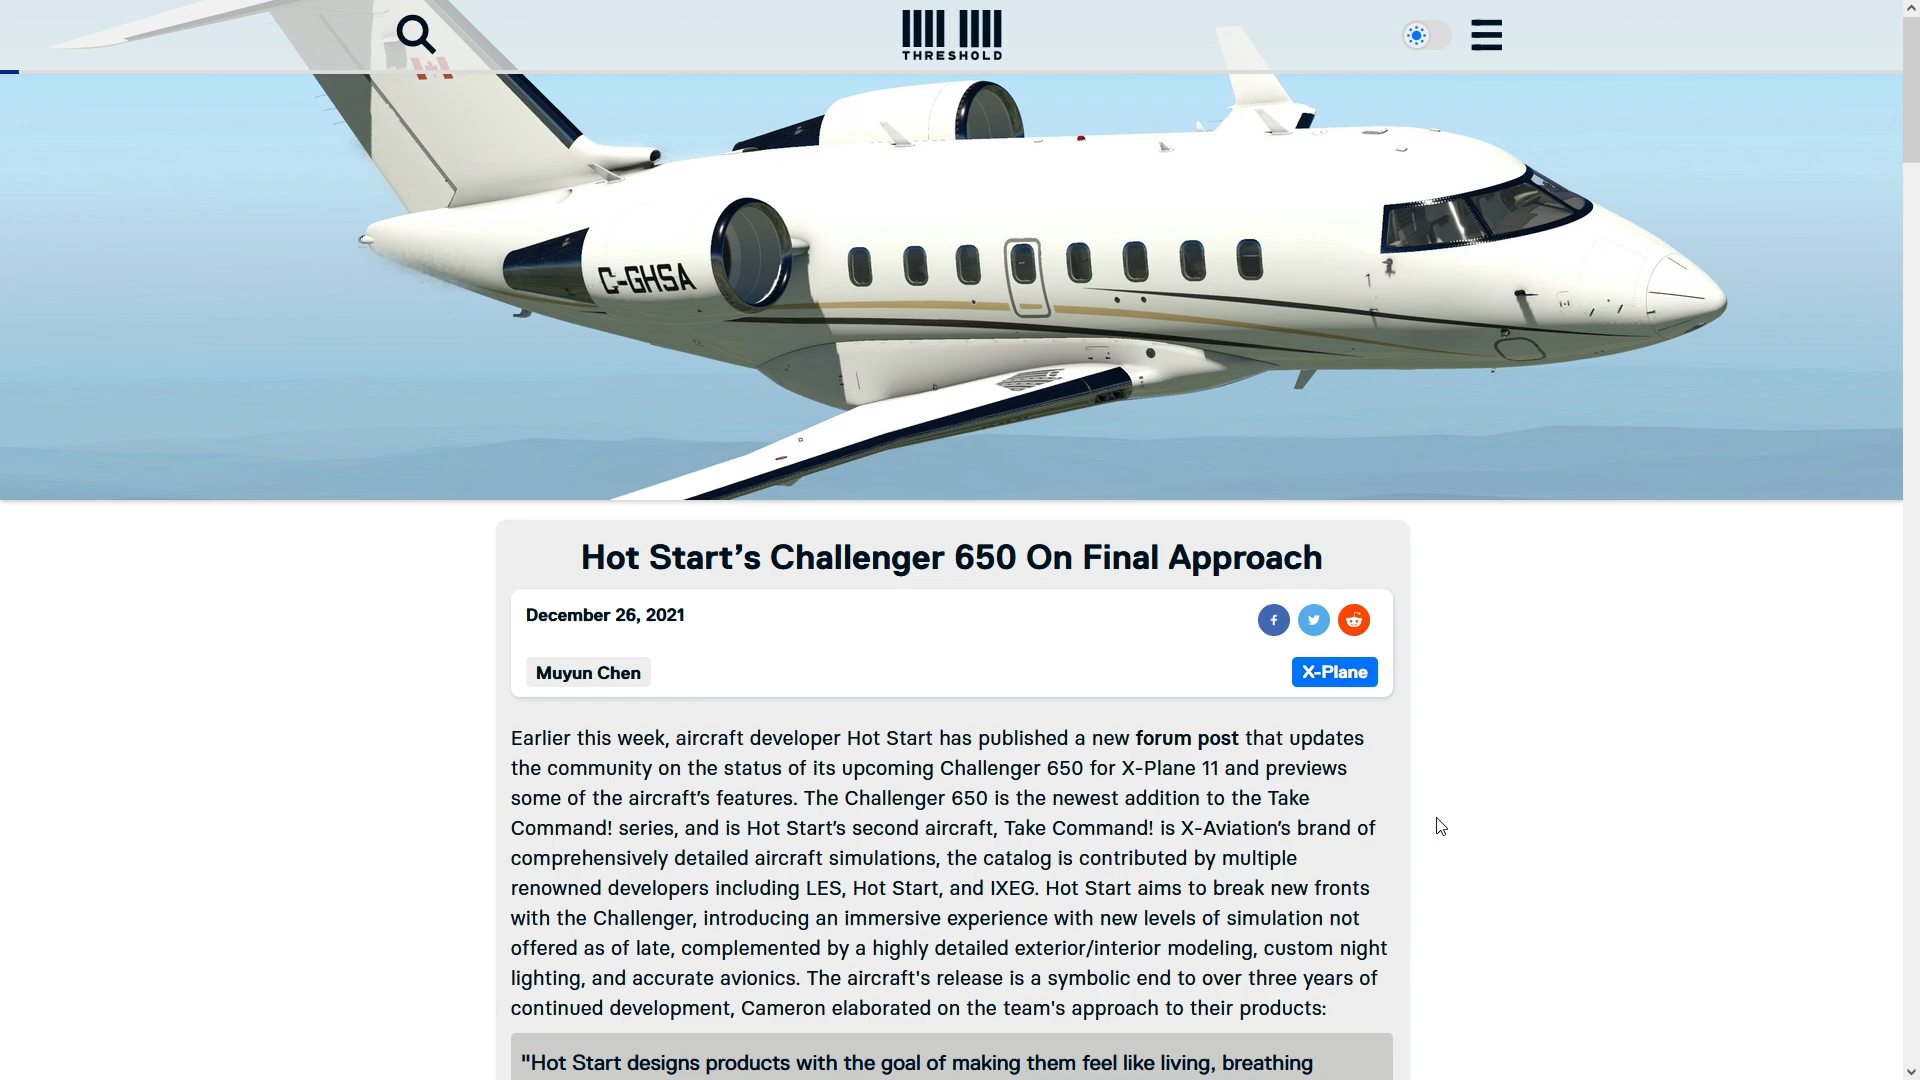 THRESHOLD
C-GHSA
Hot Start’s Challenger 650 On Final Approach
December 26, 2021
Muyun Chen
X-Plane
Earlier this week, aircraft developer Hot Start has published a new forum post that updates
the community on the status of its upcoming Challenger 650 for X-Plane 11 and previews
some of the aircraft’s features. The Challenger 650 is the newest addition to the Take
Command! series, and is Hot Start’s second aircraft, Take Command! is X-Aviation’s brand of
comprehensively detailed aircraft simulations, the catalog is contributed by multiple
renowned developers including LES, Hot Start, and IXEG. Hot Start aims to break new fronts
with the Challenger, introducing an immersive experience with new levels of simulation not
offered as of late, complemented by a highly detailed exterior/interior modeling, custom night
lighting, and accurate avionics. The aircraft's release is a symbolic end to over three years of
continued development, Cameron elaborated on the team's approach to their products:
"Hot Start designs products with the goal of making them feel like living, breathing